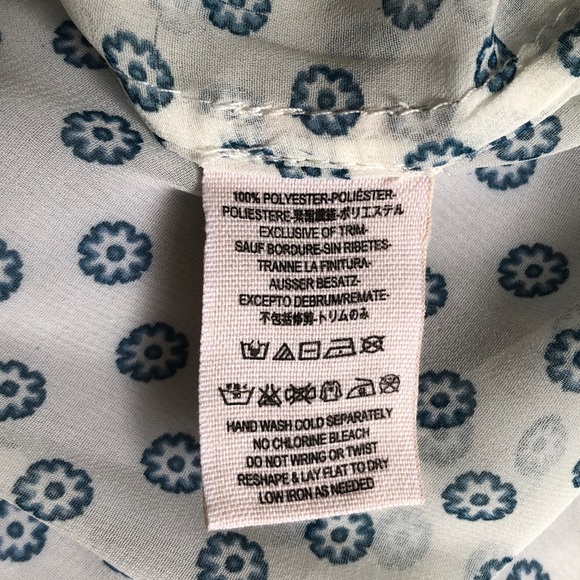 100% POLYESTER-POLIÉSTER-
POLIESTERE-聚酯纖維-ポリエステル
EXCLUSIVE OF TRIM-
SAUF BORDURE-SIN RIBETES-
TRANNE LA FINITURA-
AUSSER BESATZ-
EXCEPTO DEBRUM/REMATE-
不包括修剪-トリムのみ
HAND WASH COLD SEPARATELY
NO CHLORINE BLEACH
DO NOT WIRING OR TWIST
RESHAPE & LAY FLAT TO DRY
LOW IRON AS NEEDED